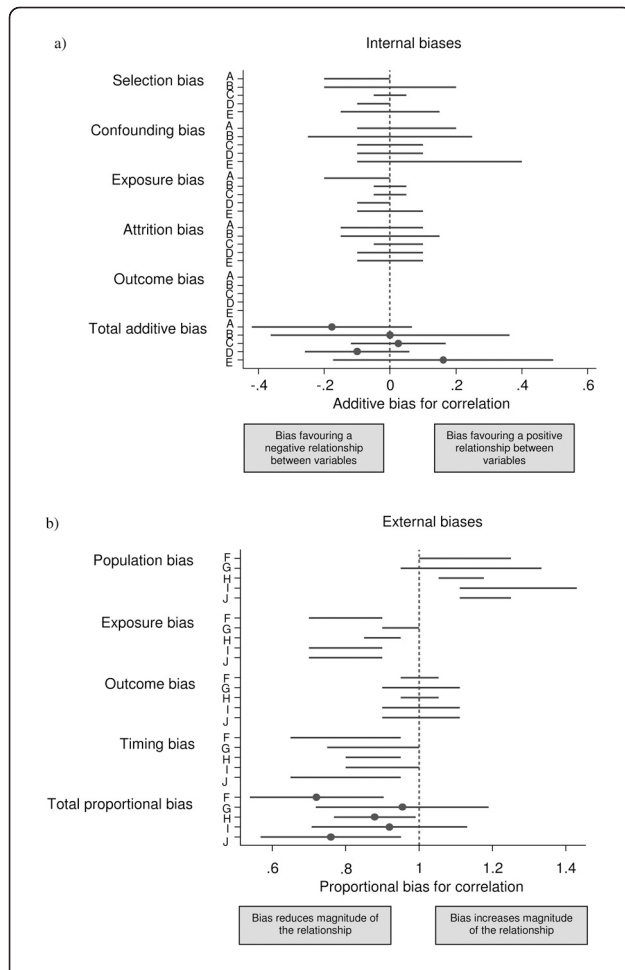 a)
Internal biases
Selection bias
A
B
C
D
E
Confounding bias
A
B
C
D
E
Exposure bias
A
B
C
D
E
Attrition bias
A
B
C
D
E
Outcome bias
A
B
C
D
E
Total additive bias
A
B
C
D
E
-.4 -.2 0 .2 .4 .6
Additive bias for correlation
Bias favouring a
negative relationship
between variables
Bias favouring a positive
relationship between
variables
b)
External biases
Population bias
F
G
H
I
J
Exposure bias
F
G
H
I
J
Outcome bias
F
G
H
I
J
Timing bias
F
G
H
I
J
Total proportional bias
F
G
H
I
J
.6 .8 1 1.2 1.4
Proportional bias for correlation
Bias reduces magnitude of
the relationship
Bias increases magnitude
of the relationship